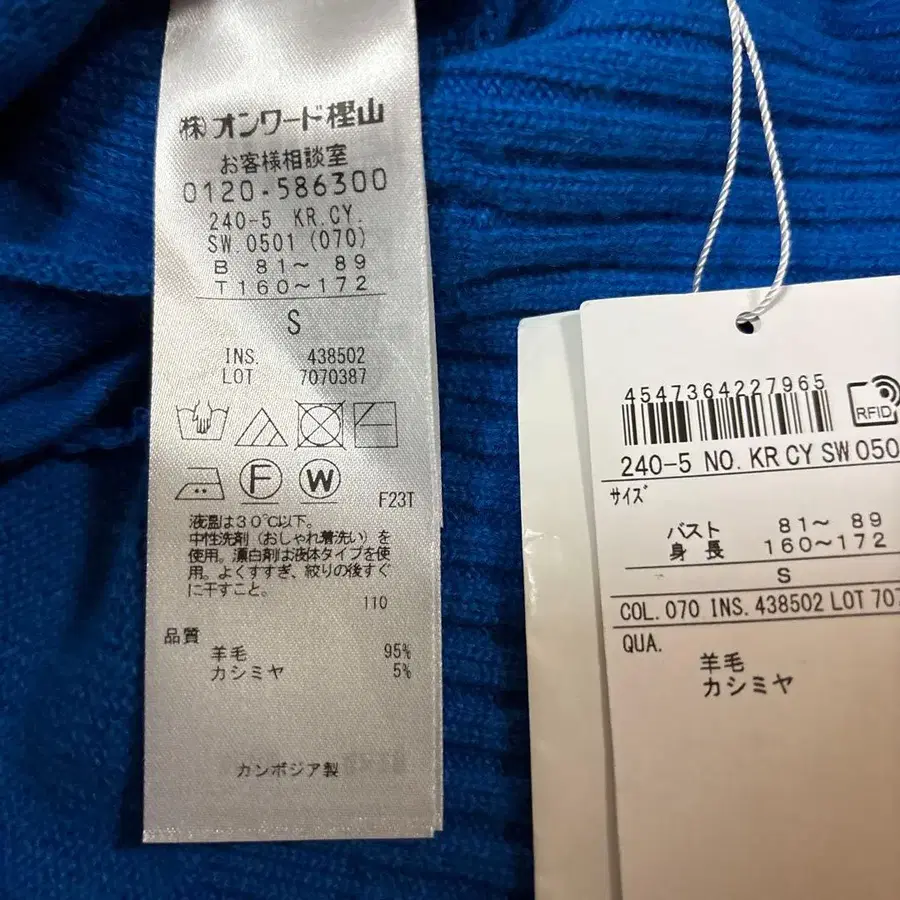 ㈱オンワード樫山
お客様相談室
0120-586300
240-5 KR.CY.
SW.0501 (070)
B 81～ 89
T 160～172
S
INS. 438502
LOT 7070387
F
W
F23T
液温は30℃以下。
中性洗剤（おしゃれ着洗い）を
使用。漂白剤は液体タイプを使
用。よくすすぎ、絞りの後すぐ
に干すこと。
110
品質
羊毛 95%
カシミヤ 5%
カンボジア製
4547364227965
RFID
240-5 NO. KR CY SW 050
サイズ
バスト 81～ 89
身長 160～172
S
COL. 070 INS. 438502 LOT 707
QUA.
羊毛
カシミヤ